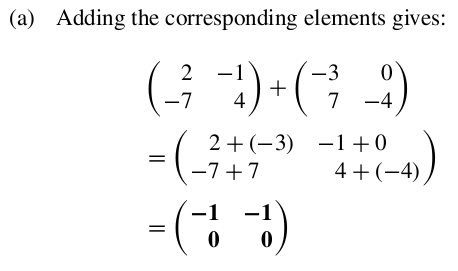 (a) Adding the corresponding elements gives:
( 2 −1 ) + ( −3 0 )
( −7 4 ) ( 7 −4 )
= ( 2 + (−3) −1 + 0 )
( −7 + 7 4 + (−4) )
= ( −1 −1 )
( 0 0 )